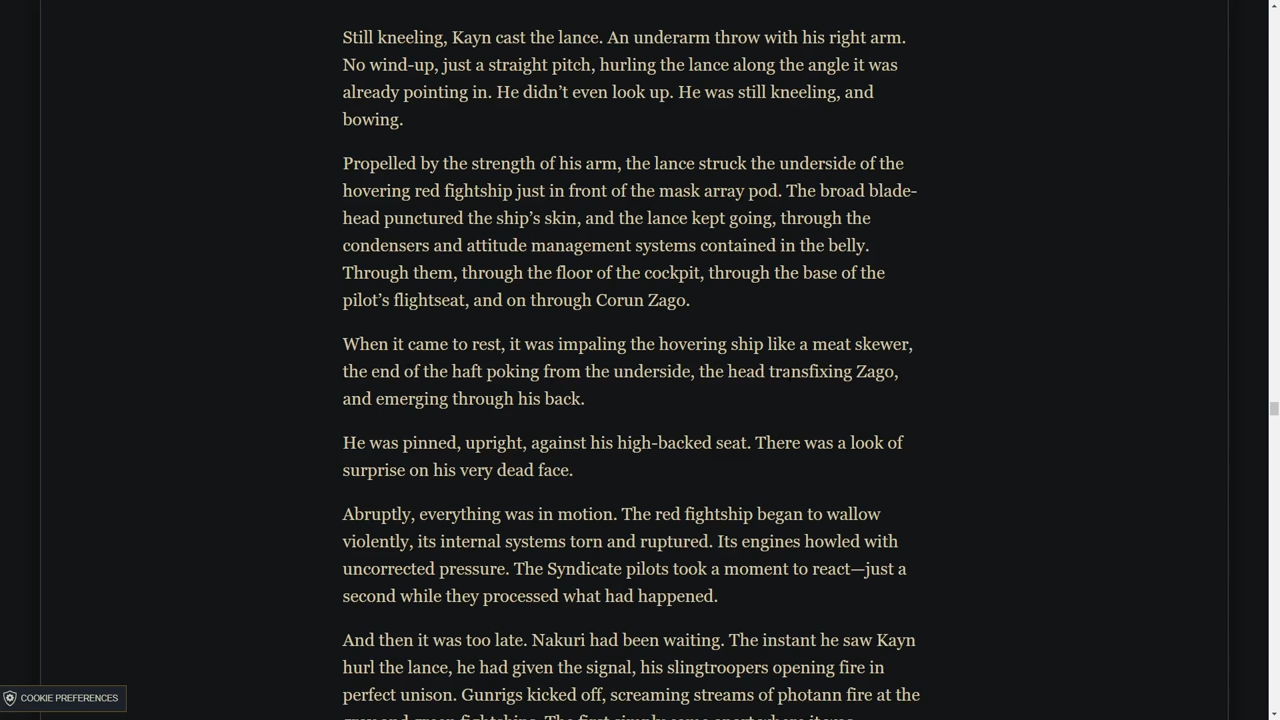 Still kneeling, Kayn cast the lance. An underarm throw with his right arm.
No wind-up, just a straight pitch, hurling the lance along the angle it was
already pointing in. He didn’t even look up. He was still kneeling, and
bowing.
Propelled by the strength of his arm, the lance struck the underside of the
hovering red fightship just in front of the mask array pod. The broad blade-
head punctured the ship’s skin, and the lance kept going, through the
condensers and attitude management systems contained in the belly.
Through them, through the floor of the cockpit, through the base of the
pilot’s flightseat, and on through Corun Zago.
When it came to rest, it was impaling the hovering ship like a meat skewer,
the end of the haft poking from the underside, the head transfixing Zago,
and emerging through his back.
He was pinned, upright, against his high-backed seat. There was a look of
surprise on his very dead face.
Abruptly, everything was in motion. The red fightship began to wallow
violently, its internal systems torn and ruptured. Its engines howled with
uncorrected pressure. The Syndicate pilots took a moment to react—just a
second while they processed what had happened.
And then it was too late. Nakuri had been waiting. The instant he saw Kayn
hurl the lance, he had given the signal, his slingtroopers opening fire in
perfect unison. Gunrigs kicked off, screaming streams of photann fire at the
COOKIE PREFERENCES